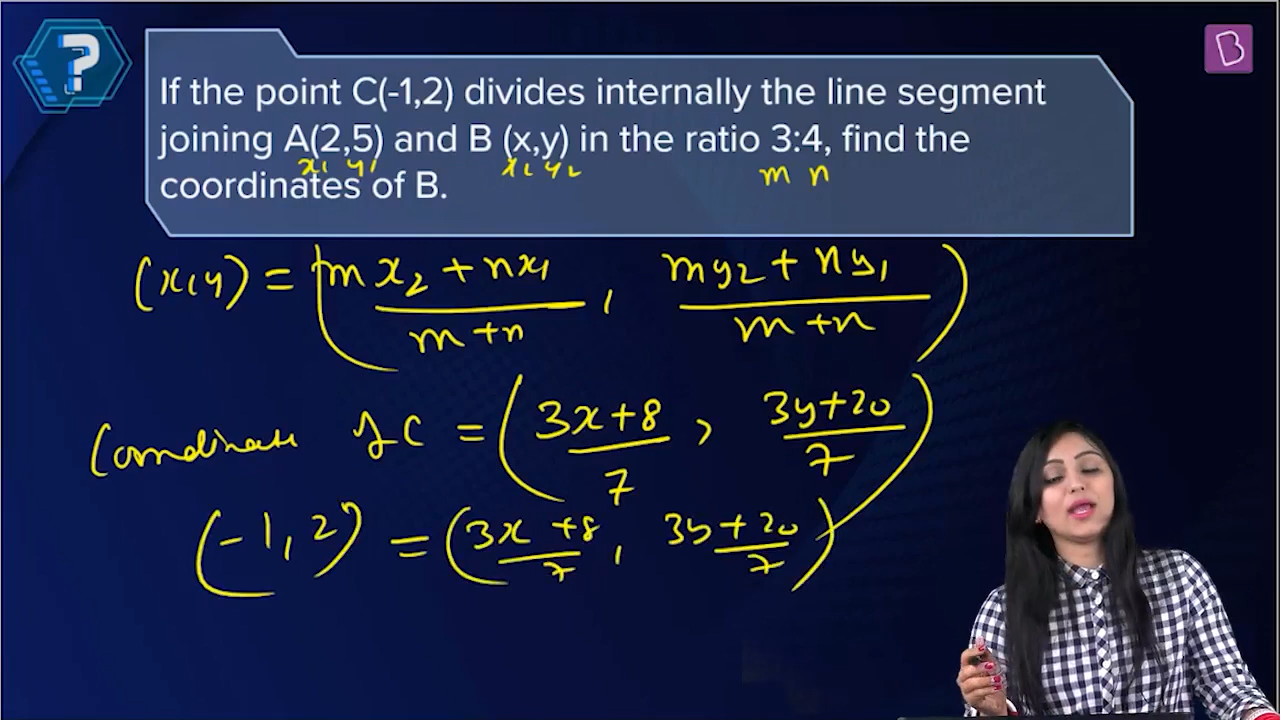 ?
B
If the point C(-1,2) divides internally the line segment
joining A(2,5) and B (x,y) in the ratio 3:4, find the
x₁ y₁ x₂ y₂ m n
coordinates of B.
(x,y) = (mx₂ + nx₁ / m+n , my₂ + ny₁ / m+n)
Coordinate of C = (3x+8 / 7 , 3y+20 / 7)
(-1,2) = (3x+8 / 7 , 3y+20 / 7)